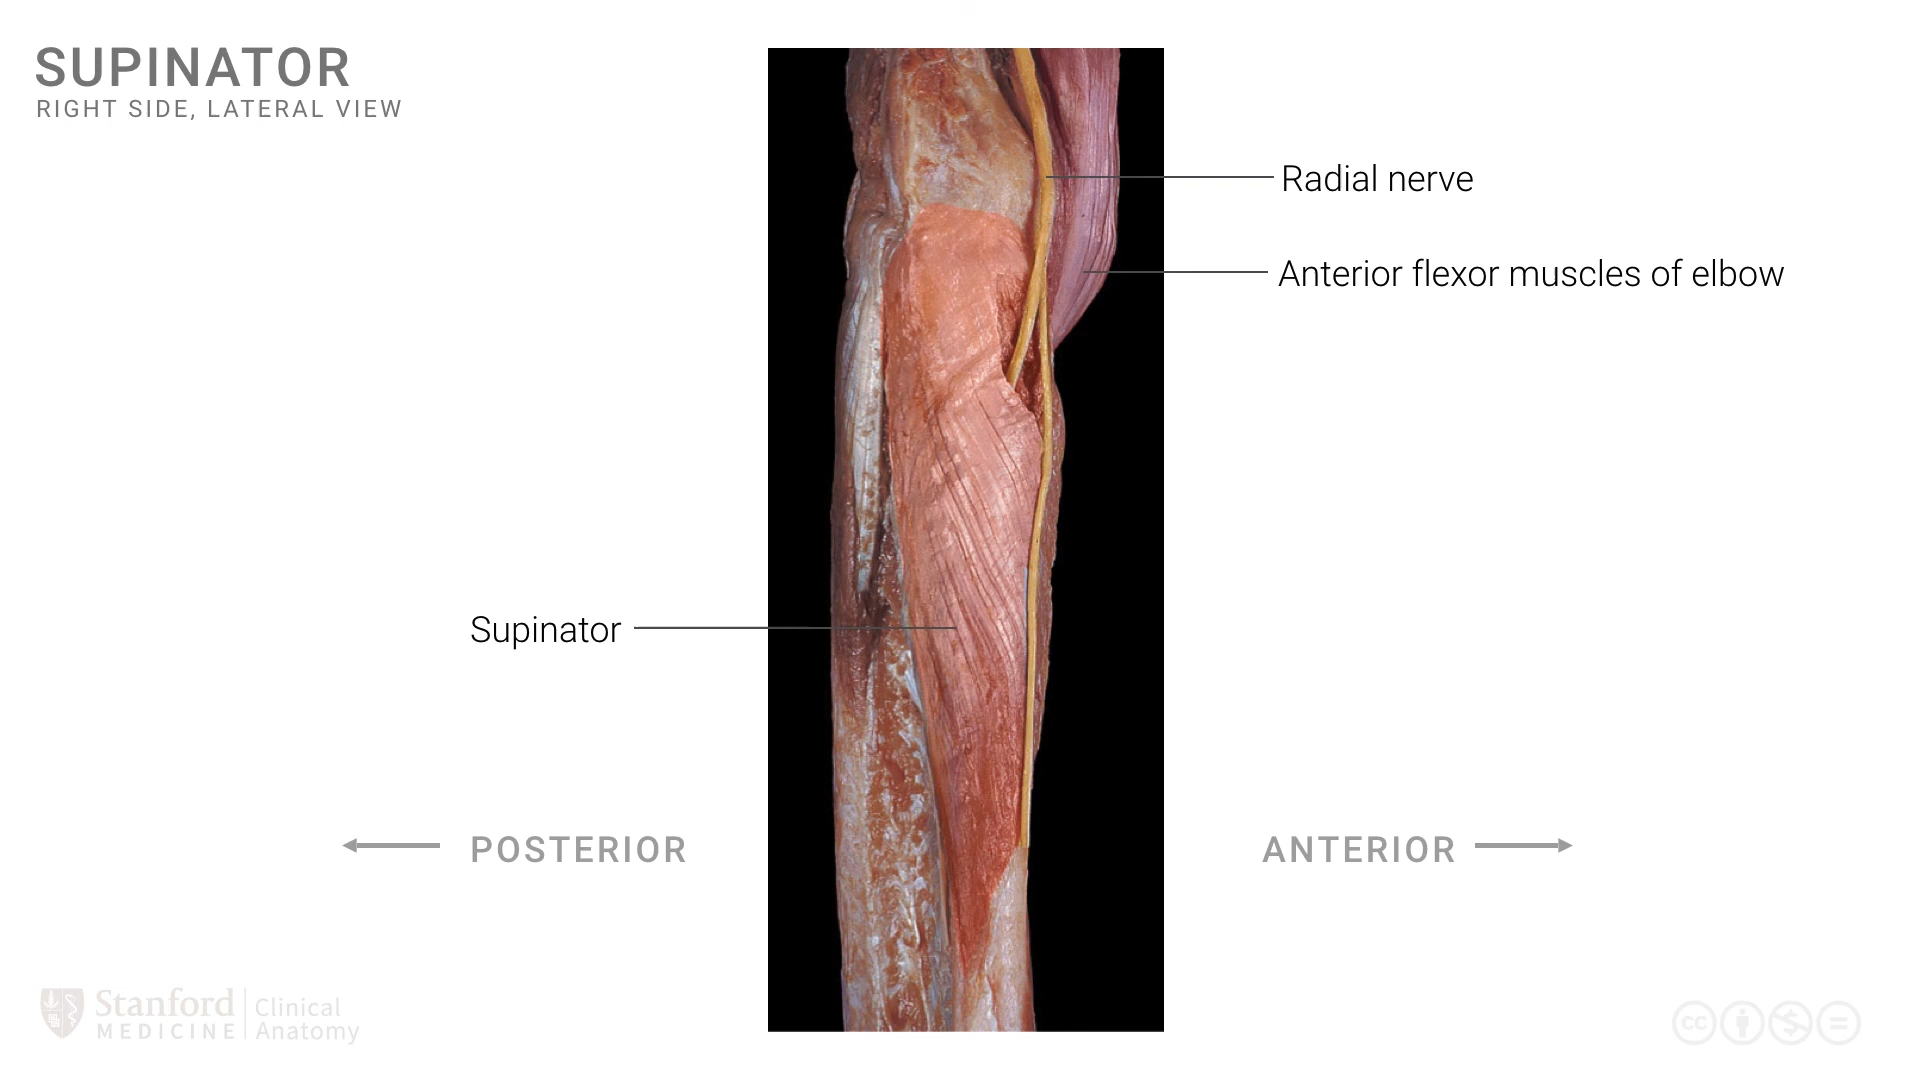 SUPINATOR
RIGHT SIDE, LATERAL VIEW
Radial nerve
Anterior flexor muscles of elbow
Supinator
POSTERIOR
ANTERIOR
Stanford
MEDICINE
Clinical
Anatomy
cc